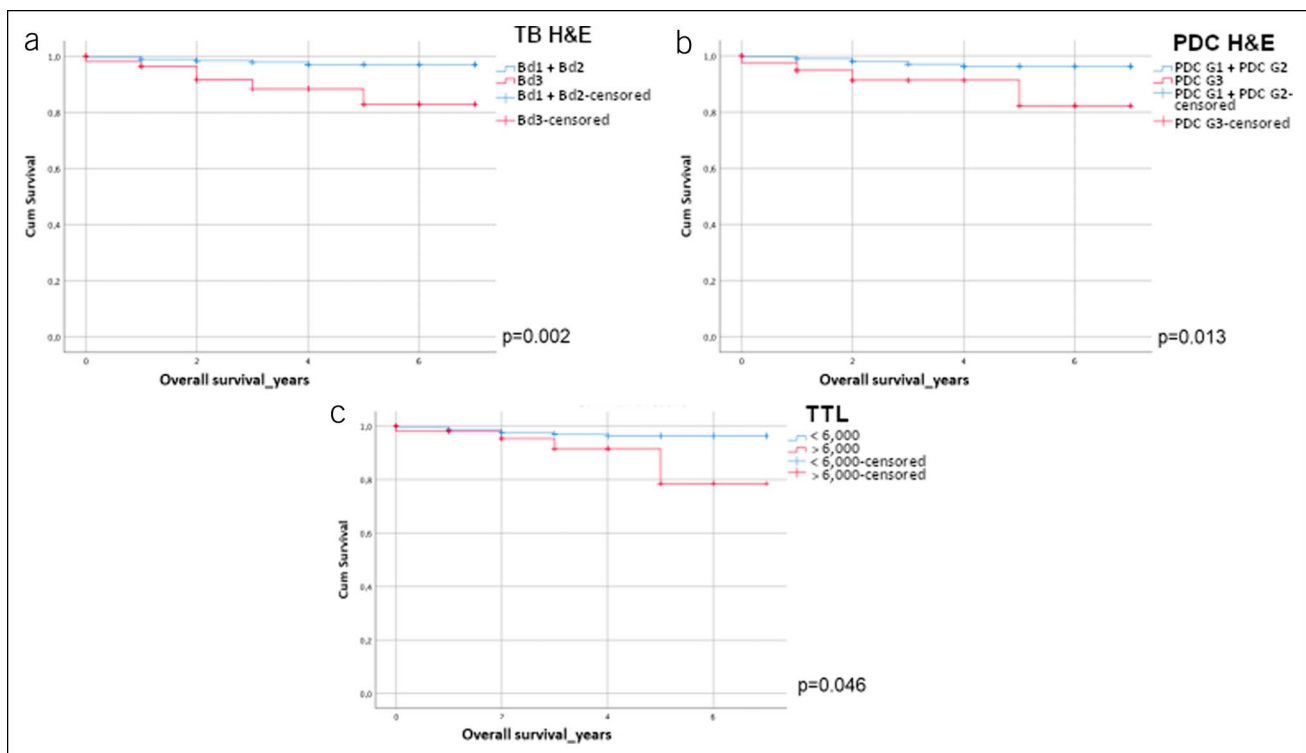 a
TB H&E
Bd1 + Bd2
Bd3
Bd1 + Bd2-censored
Bd3-censored
1,0
0,8
0,6
0,4
0,2
0,0
Cum Survival
0
2
4
6
Overall survival_years
p=0.002
b
PDC H&E
PDC G1 + PDC G2
PDC G3
PDC G1 + PDC G2-
censored
PDC G3-censored
1,0
0,8
0,6
0,4
0,2
0,0
Cum Survival
0
2
4
6
Overall survival_years
p=0.013
c
TTL
< 6,000
> 6,000
< 6,000-censored
> 6,000-censored
1,0
0,8
0,6
0,4
0,2
0,0
Cum Survival
0
2
4
6
Overall survival_years
p=0.046